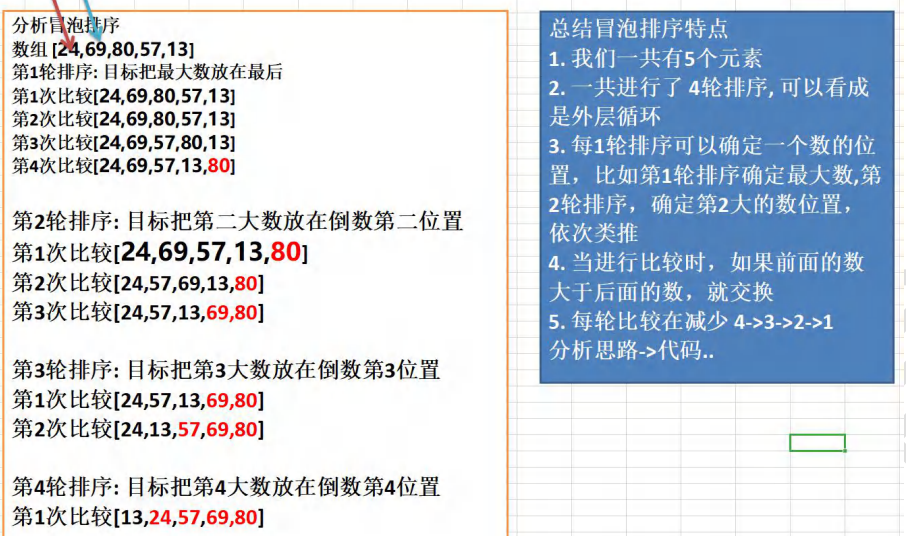 分析冒泡排序
数组 [24,69,80,57,13]
第1轮排序: 目标把最大数放在最后
第1次比较[24,69,80,57,13]
第2次比较[24,69,80,57,13]
第3次比较[24,69,57,80,13]
第4次比较[24,69,57,13,80]
第2轮排序: 目标把第二大数放在倒数第二位置
第1次比较[24,69,57,13,80]
第2次比较[24,57,69,13,80]
第3次比较[24,57,13,69,80]
第3轮排序: 目标把第3大数放在倒数第3位置
第1次比较[24,57,13,69,80]
第2次比较[24,13,57,69,80]
第4轮排序: 目标把第4大数放在倒数第4位置
第1次比较[13,24,57,69,80]
总结冒泡排序特点
1. 我们一共有5个元素
2. 一共进行了 4轮排序, 可以看成
是外层循环
3. 每1轮排序可以确定一个数的位
置，比如第1轮排序确定最大数,第
2轮排序，确定第2大的数位置，
依次类推
4. 当进行比较时，如果前面的数
大于后面的数，就交换
5. 每轮比较在减少 4->3->2->1
分析思路->代码..